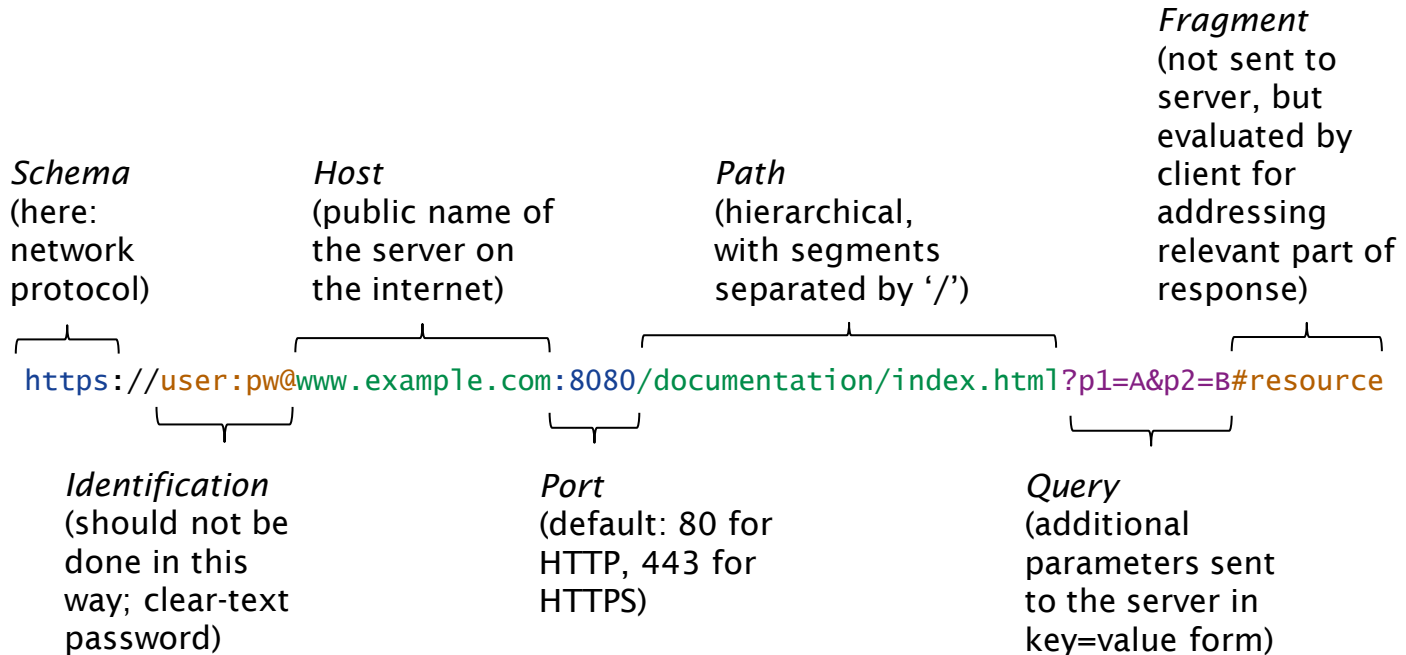 Fragment
(not sent to
server, but
evaluated by
client for
addressing
relevant part of
response)
Schema
(here:
network
protocol)
Host
(public name of
the server on
the internet)
Path
(hierarchical,
with segments
separated by ‘/’)
https://user:pw@www.example.com:8080/documentation/index.html?p1=A&p2=B#resource
Identification
(should not be
done in this
way; clear-text
password)
Port
(default: 80 for
HTTP, 443 for
HTTPS)
Query
(additional
parameters sent
to the server in
key=value form)